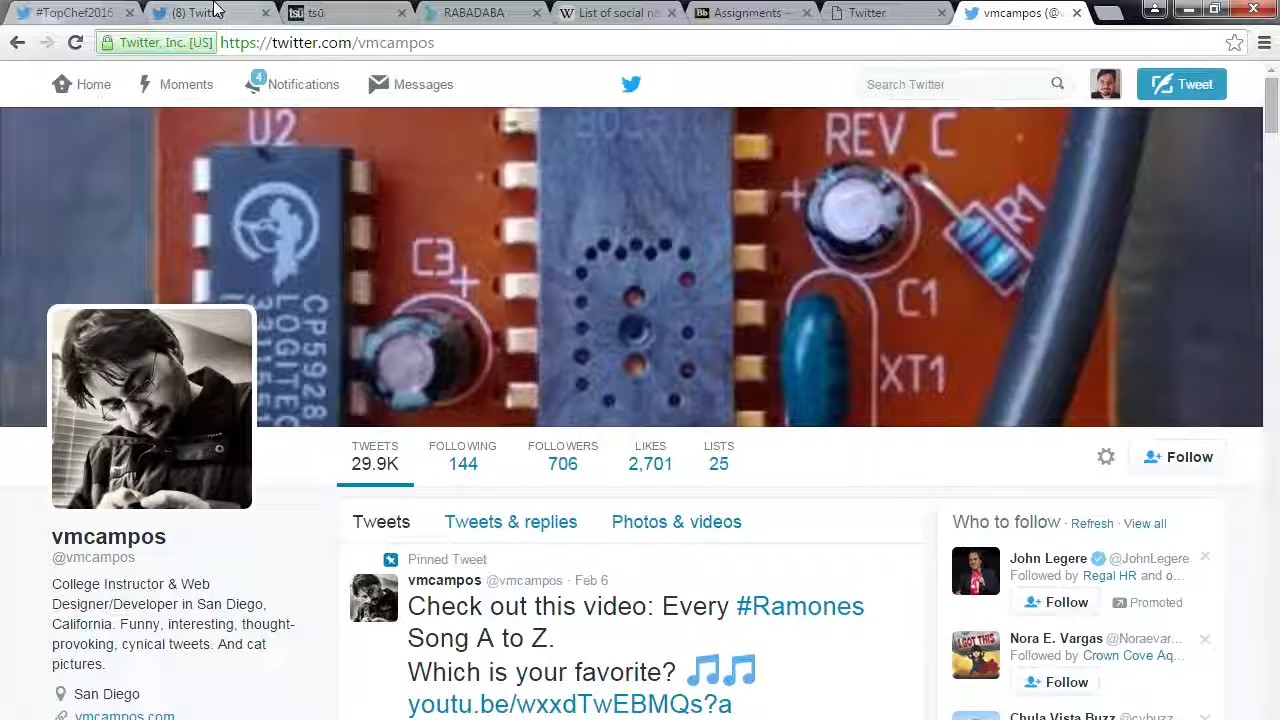 #TopChef2016
(8) Twitt
tsū
RABADABA
List of social ne
Bb Assignments –
Twitter
vmcampos (@v
Twitter, Inc. [US] https://twitter.com/vmcampos
Home Moments 4 Notifications Messages Search Twitter Tweet
U2
REV C
R1
C3
C1
XT1
CP5928
LOGITEC
TWEETS FOLLOWING FOLLOWERS LIKES LISTS
29.9K 144 706 2,701 25
Follow
Tweets Tweets & replies Photos & videos
Who to follow · Refresh · View all
vmcampos
@vmcampos
College Instructor & Web
Designer/Developer in San Diego,
California. Funny, interesting, thought-
provoking, cynical tweets. And cat
pictures.
San Diego
vmcampos.com
Pinned Tweet
vmcampos @vmcampos · Feb 6
Check out this video: Every #Ramones
Song A to Z.
Which is your favorite?
youtu.be/wxxdTwEBMQs?a
John Legere @JohnLegere
Followed by Regal HR and o...
Follow Promoted
Nora E. Vargas @Noraevar...
Followed by Crown Cove Aq...
Follow
Chula Vista Buzz @cvbuzz